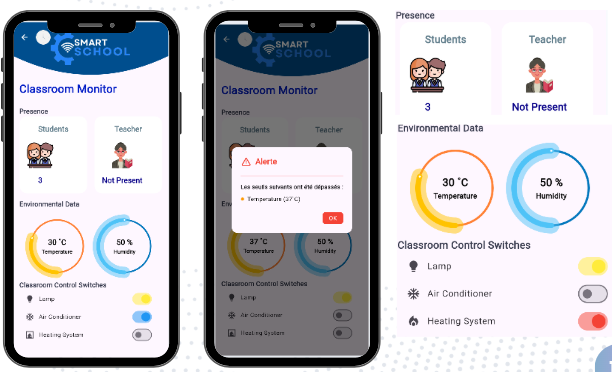 SMART
SCHOOL
Classroom Monitor
Presence
Students
Teacher
3
Not Present
Environmental Data
30 °C
Temperature
50 %
Humidity
Classroom Control Switches
Lamp
Air Conditioner
Heating System
SMART
SCHOOL
Classroom Monitor
Presence
Students
Teacher
Alerte
Les seuils suivants ont été dépassés :
Temperature (37°C)
OK
37 °C
Temperature
50 %
Humidity
Classroom Control Switches
Lamp
Air Conditioner
Heating System
Presence
Students
Teacher
3
Not Present
Environmental Data
30 °C
Temperature
50 %
Humidity
Classroom Control Switches
Lamp
Air Conditioner
Heating System